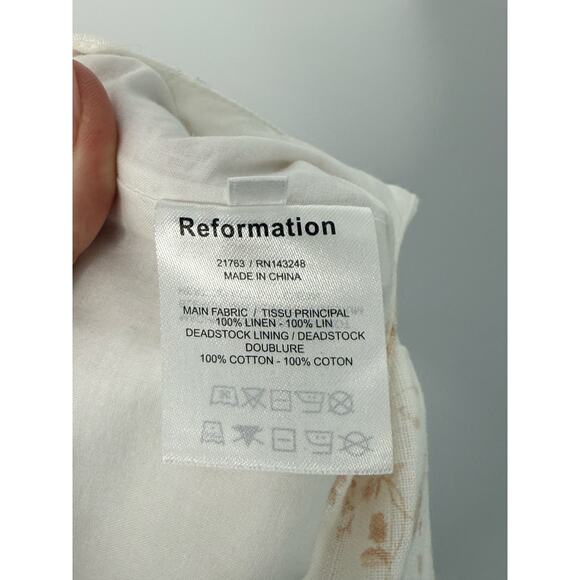 Reformation
21763 / RN143248
MADE IN CHINA
MAIN FABRIC / TISSU PRINCIPAL
100% LINEN - 100% LIN
DEADSTOCK LINING / DEADSTOCK
DOUBLURE
100% COTTON - 100% COTON